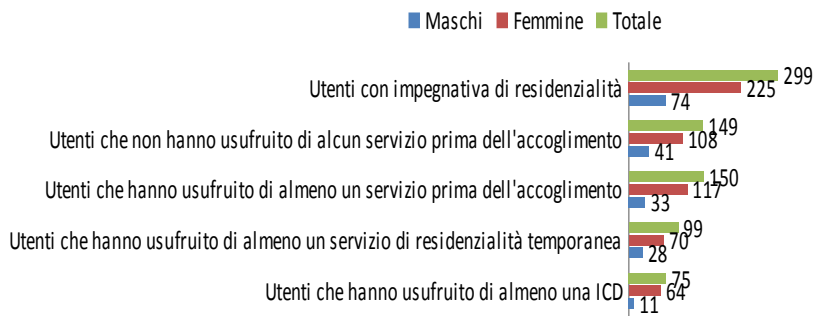 Maschi Femmine Totale
Utenti con impegnativa di residenzialità
299
225
74
Utenti che non hanno usufruito di alcun servizio prima dell'accoglimento
149
108
41
Utenti che hanno usufruito di almeno un servizio prima dell'accoglimento
150
117
33
Utenti che hanno usufruito di almeno un servizio di residenzialità temporanea
99
70
28
Utenti che hanno usufruito di almeno una ICD
75
64
11